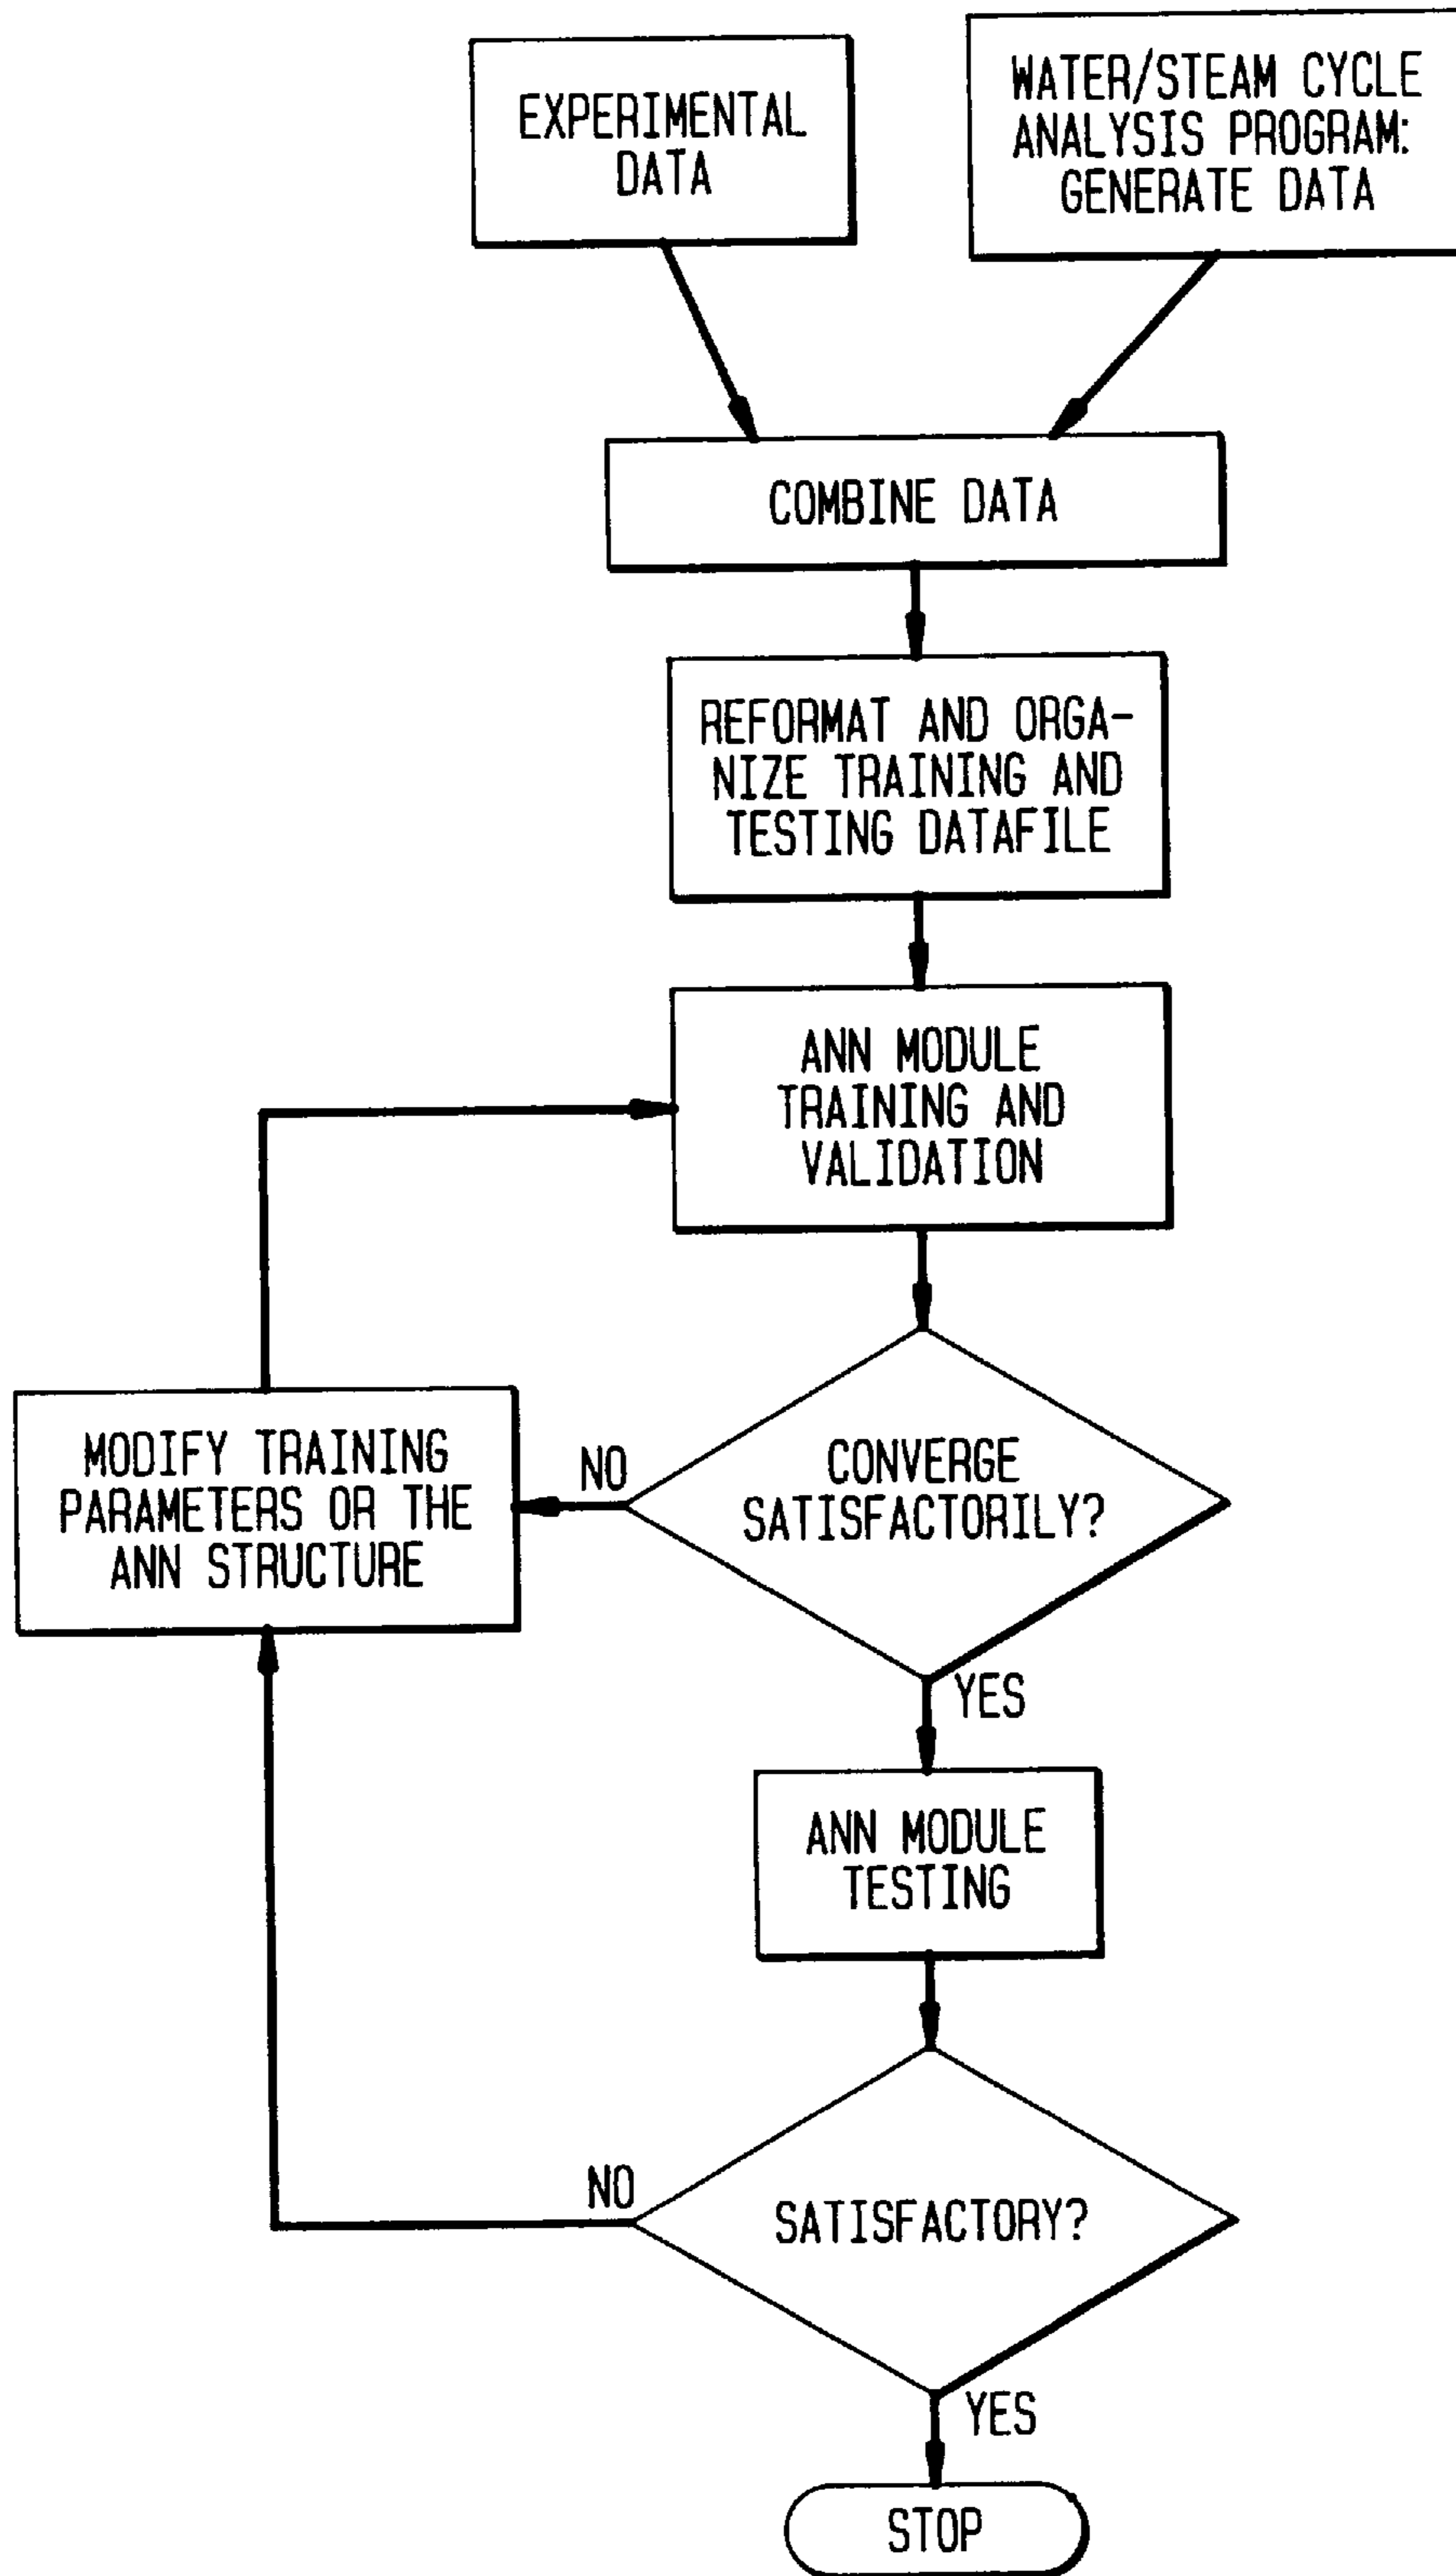 EXPERIMENTAL
DATA
WATER/STEAM CYCLE
ANALYSIS PROGRAM:
GENERATE DATA
COMBINE DATA
REFORMAT AND ORGA-
NIZE TRAINING AND
TESTING DATAFILE
ANN MODULE
TRAINING AND
VALIDATION
MODIFY TRAINING
PARAMETERS OR THE
ANN STRUCTURE
NO
CONVERGE
SATISFACTORILY?
YES
ANN MODULE
TESTING
NO
SATISFACTORY?
YES
STOP